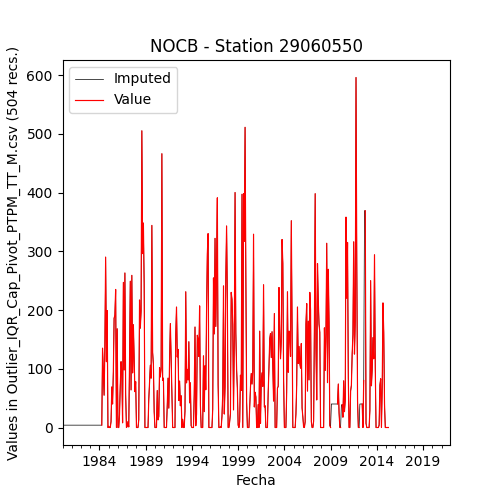 NOCB - Station 29060550
Imputed
Value
600
500
400
300
200
100
0
Values in Outlier_IQR_Cap_Pivot_PTPM_TT_M.csv (504 recs.)
1984 1989 1994 1999 2004 2009 2014 2019
Fecha